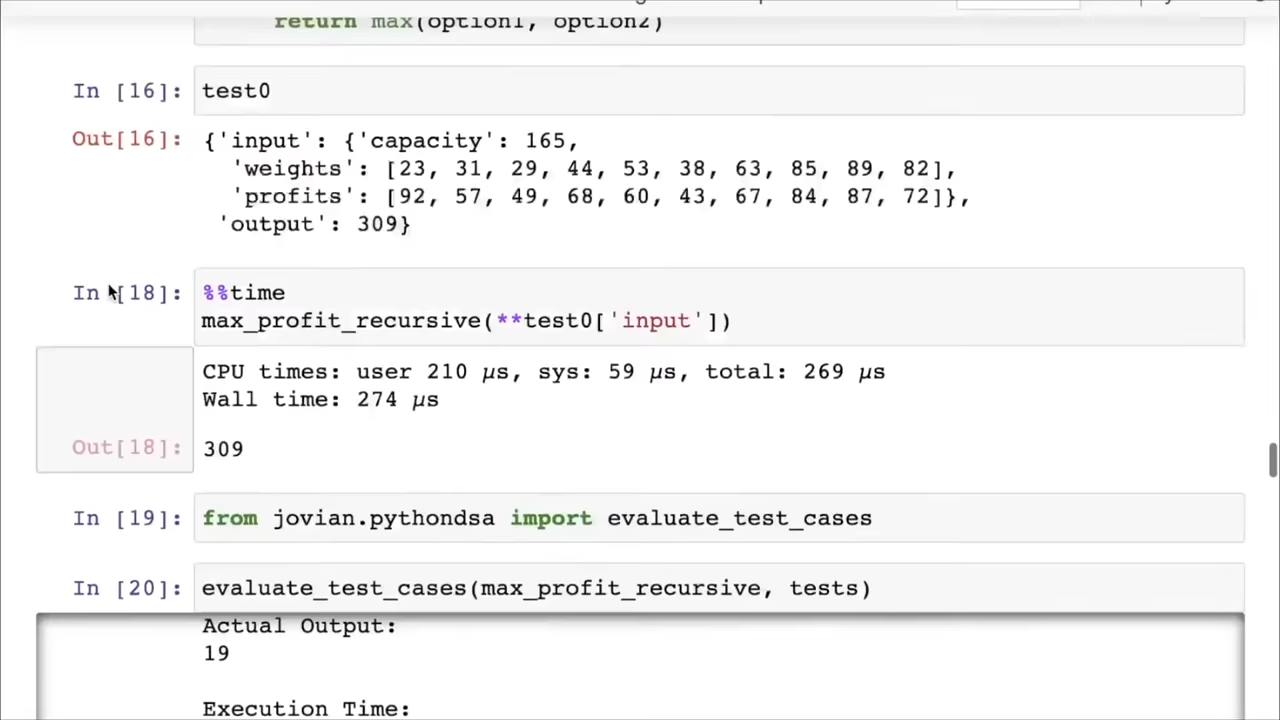 return max(option1, option2)
In [16]: test0
Out[16]: {'input': {'capacity': 165,
'weights': [23, 31, 29, 44, 53, 38, 63, 85, 89, 82],
'profits': [92, 57, 49, 68, 60, 43, 67, 84, 87, 72]},
'output': 309}
In [18]: %%time
max_profit_recursive(**test0['input'])
CPU times: user 210 µs, sys: 59 µs, total: 269 µs
Wall time: 274 µs
Out[18]: 309
In [19]: from jovian.pythondsa import evaluate_test_cases
In [20]: evaluate_test_cases(max_profit_recursive, tests)
Actual Output:
19
Execution Time: